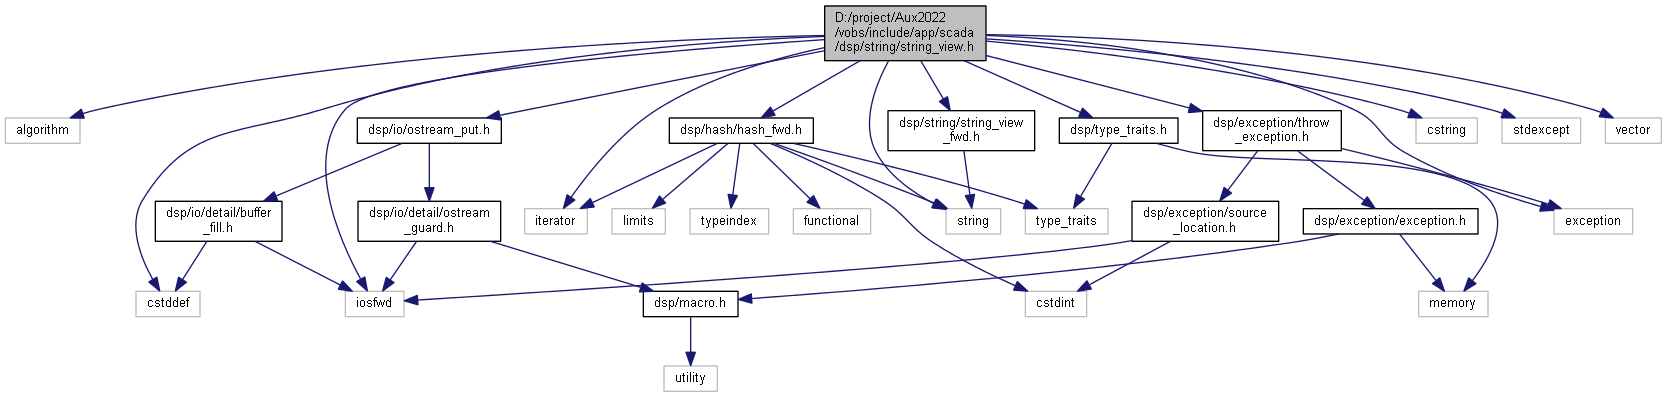 D:/project/Aux2022
/vobs/include/app/scada
/dsp/string/string_view.h
algorithm
dsp/io/ostream_put.h
dsp/hash/hash_fwd.h
dsp/string/string_view
_fwd.h
dsp/type_traits.h
dsp/exception/throw
_exception.h
cstring
stdexcept
vector
dsp/io/detail/buffer
_fill.h
dsp/io/detail/ostream
_guard.h
iterator
limits
typeindex
functional
string
type_traits
dsp/exception/source
_location.h
dsp/exception/exception.h
exception
cstddef
iosfwd
dsp/macro.h
cstdint
memory
utility